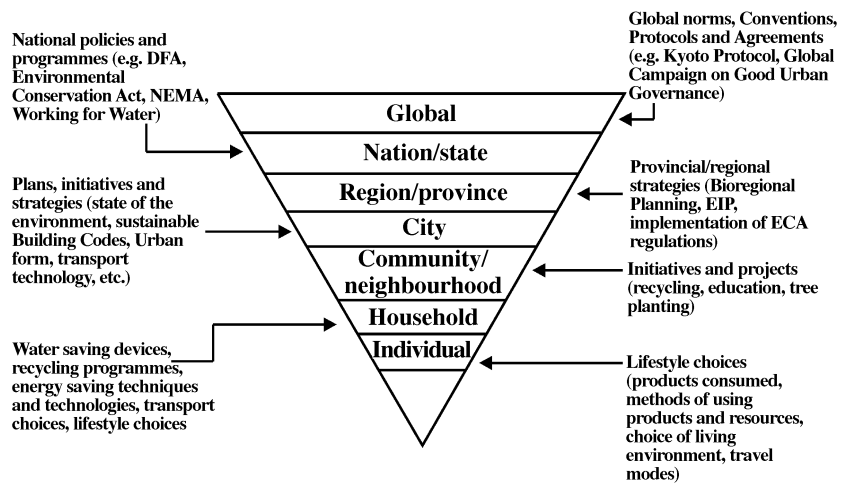 Global norms, Conventions,
Protocols and Agreements
(e.g. Kyoto Protocol, Global
Campaign on Good Urban
Governance)
National policies and
programmes (e.g. DFA,
Environmental
Conservation Act, NEMA,
Working for Water)
Global
Nation/state
Region/province
City
Community/
neighbourhood
Household
Individual
Provincial/regional
strategies (Bioregional
Planning, EIP,
implementation of ECA
regulations)
Plans, initiatives and
strategies (state of the
environment, sustainable
Building Codes, Urban
form, transport
technology, etc.)
Initiatives and projects
(recycling, education, tree
planting)
Water saving devices,
recycling programmes,
energy saving techniques
and technologies, transport
choices, lifestyle choices
Lifestyle choices
(products consumed,
methods of using
products and resources,
choice of living
environment, travel
modes)